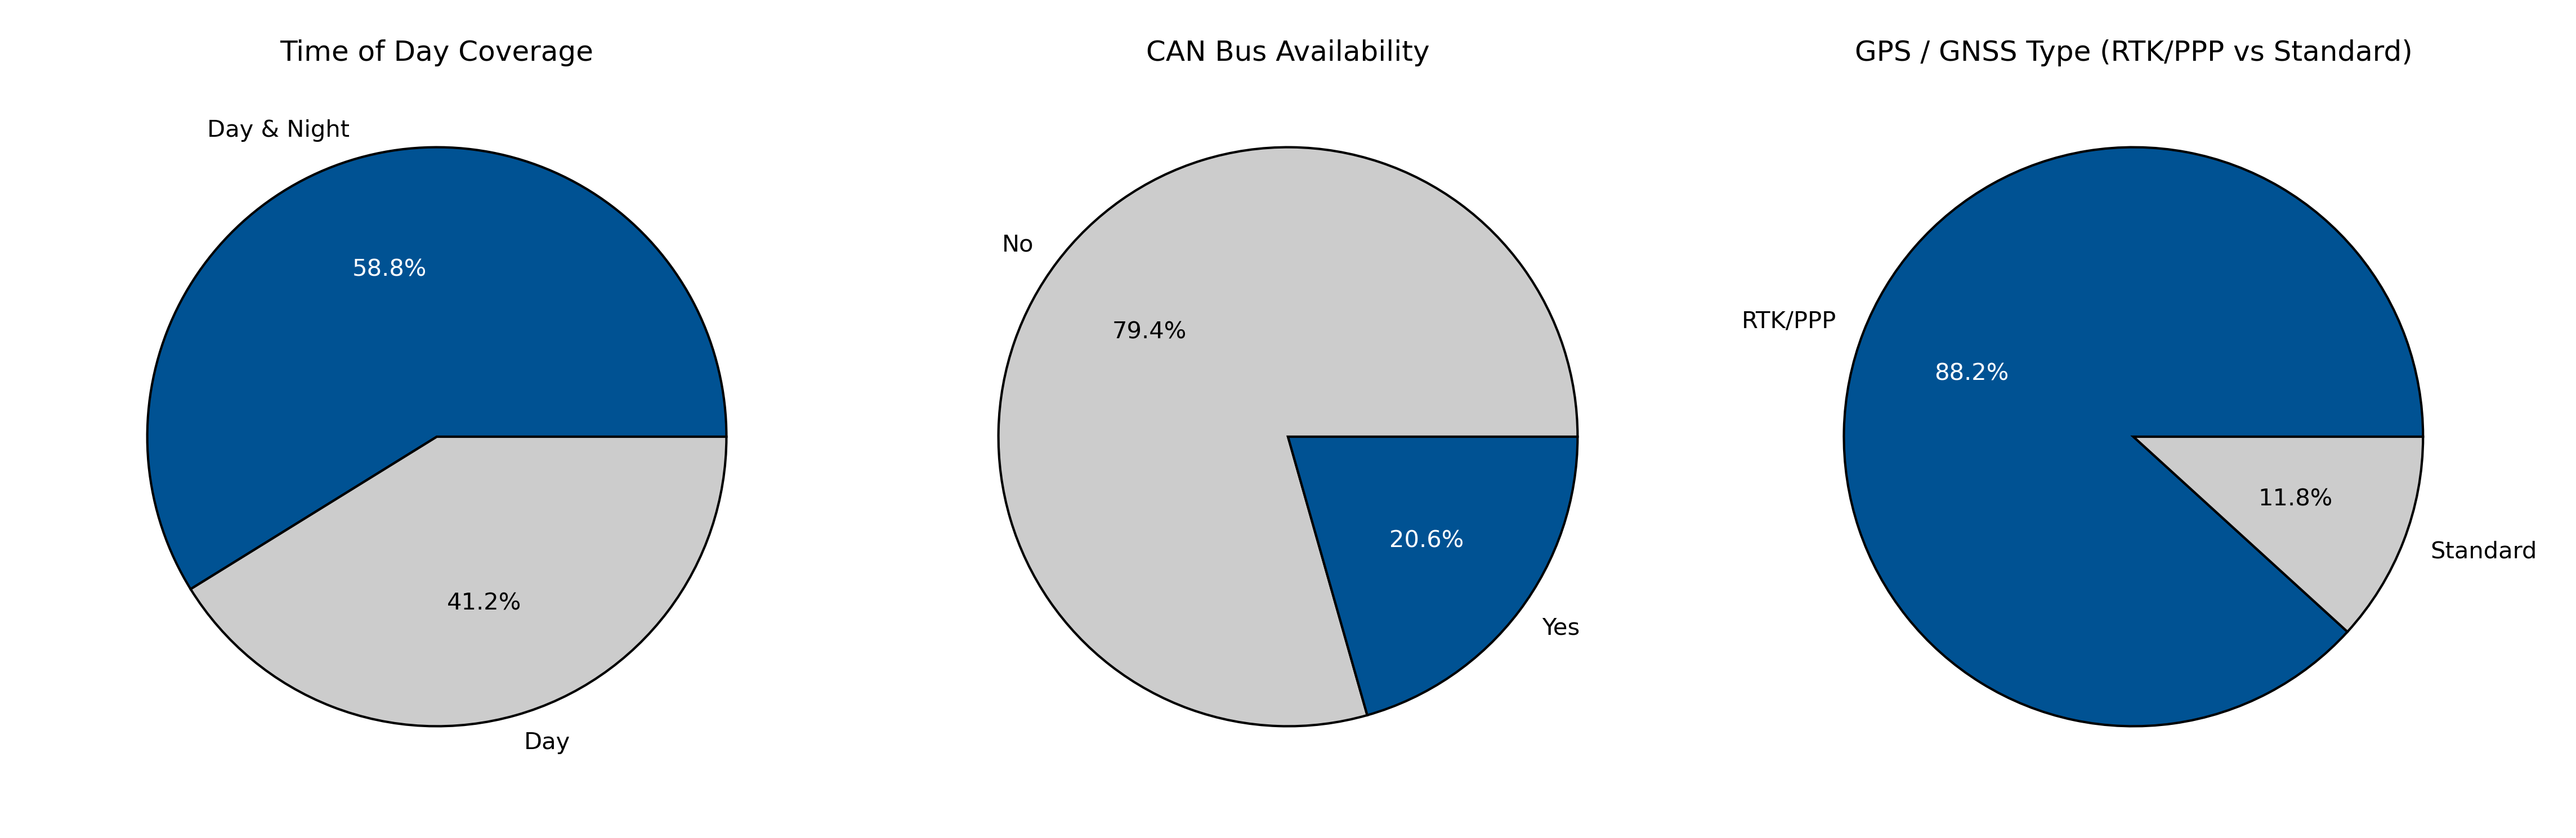 Time of Day Coverage
Day & Night
58.8%
41.2%
Day
CAN Bus Availability
No
79.4%
20.6%
Yes
GPS / GNSS Type (RTK/PPP vs Standard)
RTK/PPP
88.2%
11.8%
Standard